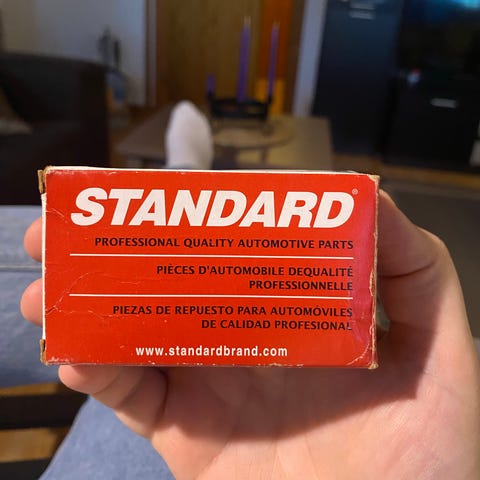 STANDARD®
PROFESSIONAL QUALITY AUTOMOTIVE PARTS
PIÈCES D'AUTOMOBILE DEQUALITÉ
PROFESSIONNELLE
PIEZAS DE REPUESTO PARA AUTOMÓVILES
DE CALIDAD PROFESIONAL
www.standardbrand.com